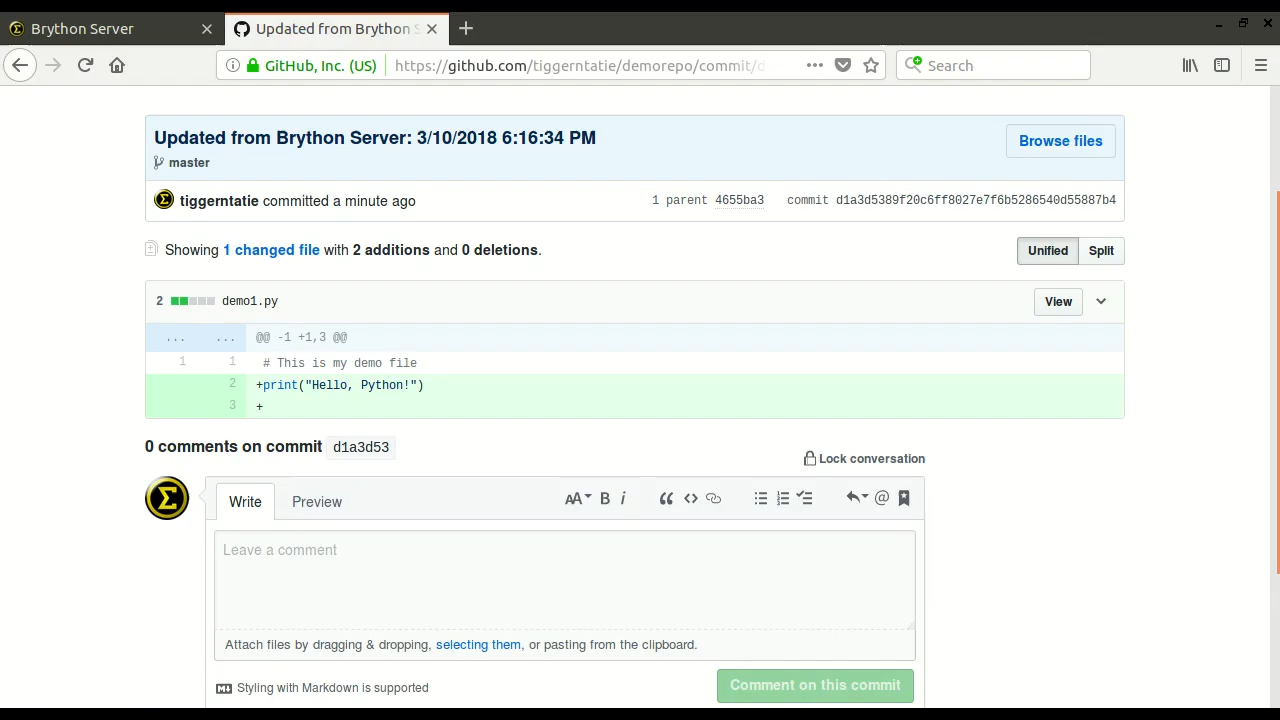 Brython Server
Updated from Brython S
GitHub, Inc. (US)
https://github.com/tiggerntatie/demorepo/commit/d
Search
Updated from Brython Server: 3/10/2018 6:16:34 PM
Browse files
master
tiggerntatie committed a minute ago
1 parent 4655ba3 commit d1a3d5389f20c6ff8027e7f6b5286540d55887b4
Showing 1 changed file with 2 additions and 0 deletions.
Unified Split
2 demo1.py
View
... ... @@ -1 +1,3 @@
1 1 # This is my demo file
2 +print("Hello, Python!")
3 +
0 comments on commit d1a3d53
Lock conversation
Write Preview
AA B i
Leave a comment
Attach files by dragging & dropping, selecting them, or pasting from the clipboard.
Styling with Markdown is supported
Comment on this commit